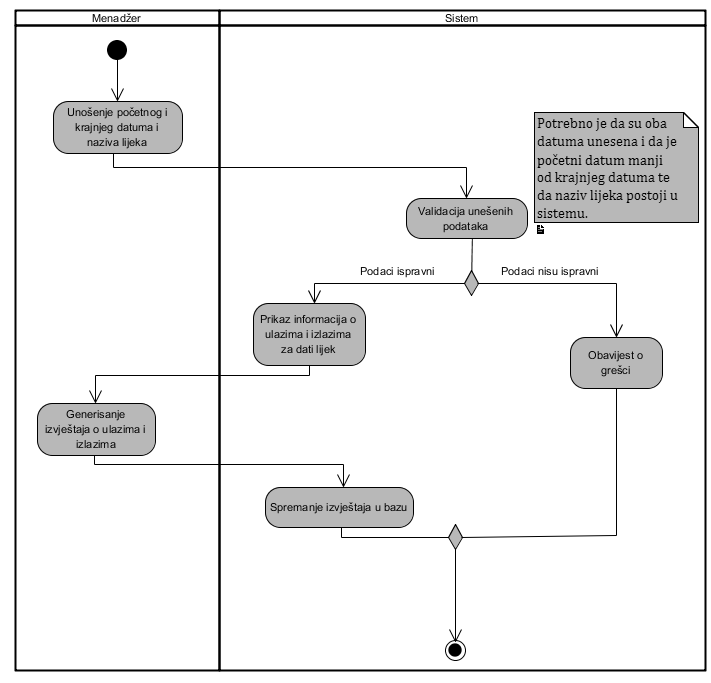 Menadžer
Sistem
Unošenje početnog i
krajnjeg datuma i
naziva lijeka
Potrebno je da su oba
datuma unesena i da je
početni datum manji
od krajnjeg datuma te
da naziv lijeka postoji u
sistemu.
Validacija unešenih
podataka
Podaci ispravni
Podaci nisu ispravni
Prikaz informacija o
ulazima i izlazima
za dati lijek
Obavijest o
grešci
Generisanje
izvještaja o ulazima i
izlazima
Spremanje izvještaja u bazu